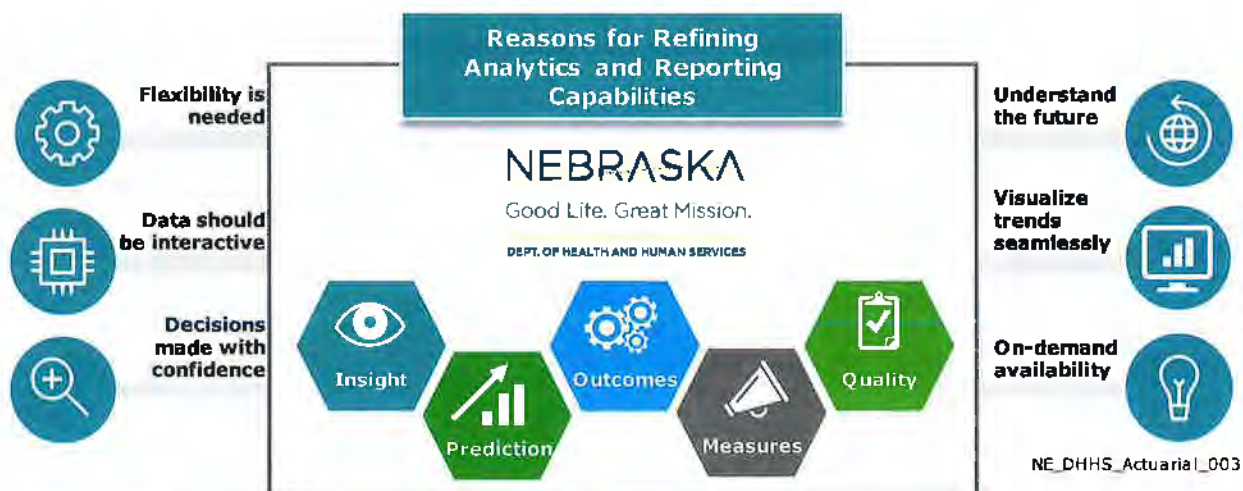 Reasons for Refining
Analytics and Reporting
Capabilities
Flexibility is
needed
Data should
be interactive
Decisions
made with
confidence
NEBRASKA
Good Life. Great Mission.
DEPT. OF HEALTH AND HUMAN SERVICES
Insight
Prediction
Outcomes
Measures
Quality
Understand
the future
Visualize
trends
seamlessly
On-demand
availability
NE_DHHS_Actuarial_003